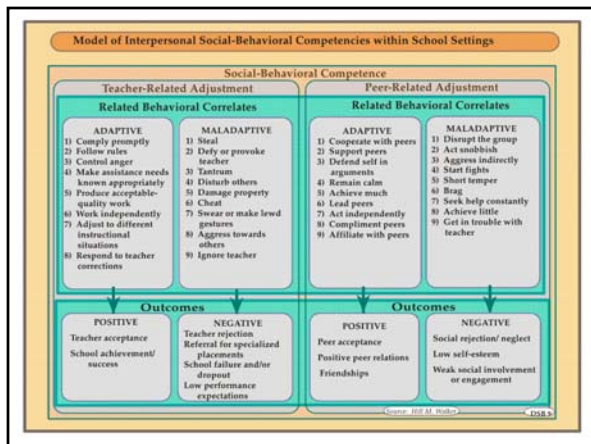 Model of Interpersonal Social-Behavioral Competencies within School Settings
Social-Behavioral Competence
Teacher-Related Adjustment
Related Behavioral Correlates
ADAPTIVE
1) Comply promptly
2) Follow rules
3) Control anger
4) Make assistance needs
known appropriately
5) Produce acceptable-
quality work
6) Work independently
7) Adjust to different
instructional
situations
8) Respond to teacher
corrections
MALADAPTIVE
1) Steal
2) Defy or provoke
teacher
3) Tantrum
4) Disturb others
5) Damage property
6) Cheat
7) Swear or make lewd
gestures
8) Aggress towards
others
9) Ignore teacher
Outcomes
POSITIVE
Teacher acceptance
School achievement/
success
NEGATIVE
Teacher rejection
Referral for specialized
placements
School failure and/or
dropout
Low performance
expectations
Peer-Related Adjustment
Related Behavioral Correlates
ADAPTIVE
1) Cooperate with peers
2) Support peers
3) Defend self in
arguments
4) Remain calm
5) Achieve much
6) Lead peers
7) Act independently
8) Compliment peers
9) Affiliate with peers
MALADAPTIVE
1) Disrupt the group
2) Act snobbish
3) Aggress indirectly
4) Start fights
5) Short temper
6) Brag
7) Seek help constantly
8) Achieve little
9) Get in trouble with
teacher
Outcomes
POSITIVE
Peer acceptance
Positive peer relations
Friendships
NEGATIVE
Social rejection/ neglect
Low self-esteem
Weak social involvement
or engagement
Source: Hill M. Walker